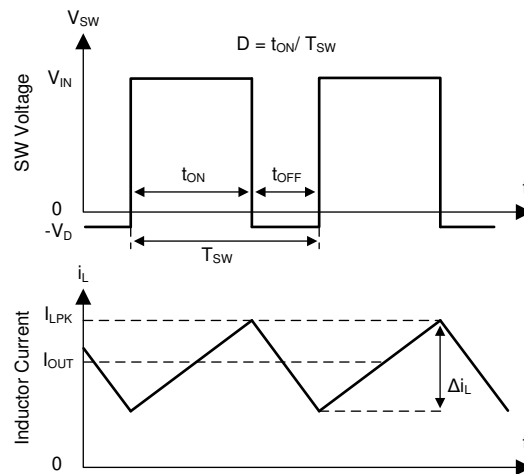 V_SW
D = t_ON/ T_SW
V_IN
SW Voltage
t_ON
t_OFF
t
0
-V_D
T_SW
i_L
I_LPK
I_OUT
Inductor Current
Δi_L
t
0